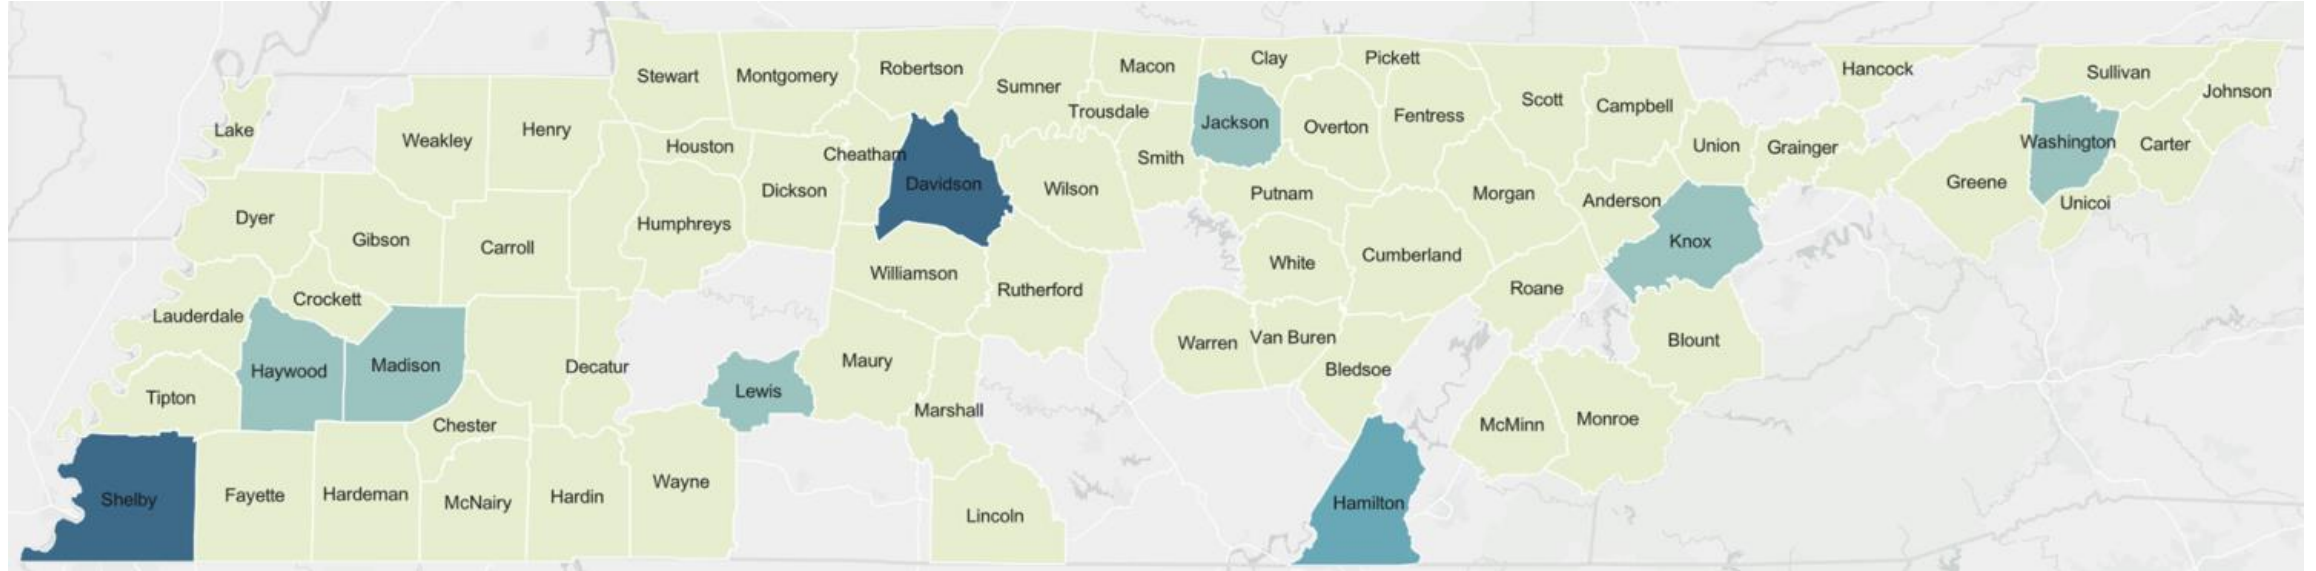 Stewart
Montgomery
Robertson
Sumner
Macon
Clay
Pickett
Hancock
Sullivan
Johnson
Lake
Weakley
Henry
Houston
Cheatham
Trousdale
Jackson
Overton
Fentress
Scott
Campbell
Union
Grainger
Washington
Carter
Dickson
Davidson
Wilson
Smith
Putnam
Morgan
Anderson
Greene
Unicoi
Dyer
Gibson
Carroll
Humphreys
Williamson
Rutherford
White
Cumberland
Roane
Knox
Lauderdale
Crockett
Haywood
Madison
Decatur
Lewis
Maury
Warren
Van Buren
Bledsoe
Blount
Tipton
Chester
Marshall
McMinn
Monroe
Shelby
Fayette
Hardeman
McNairy
Hardin
Wayne
Lincoln
Hamilton